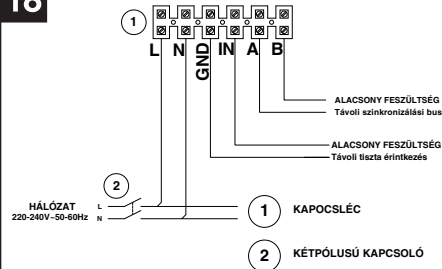 18
1
L N GND IN A B
ALACSONY FESZÜLTSÉG
Távoli szinkronizálási bus
ALACSONY FESZÜLTSÉG
Távoli tiszta érintkezés
2
HÁLÓZAT
220-240V~50-60Hz
L
N
1 KAPOCSLÉC
2 KÉTPÓLUSÚ KAPCSOLÓ